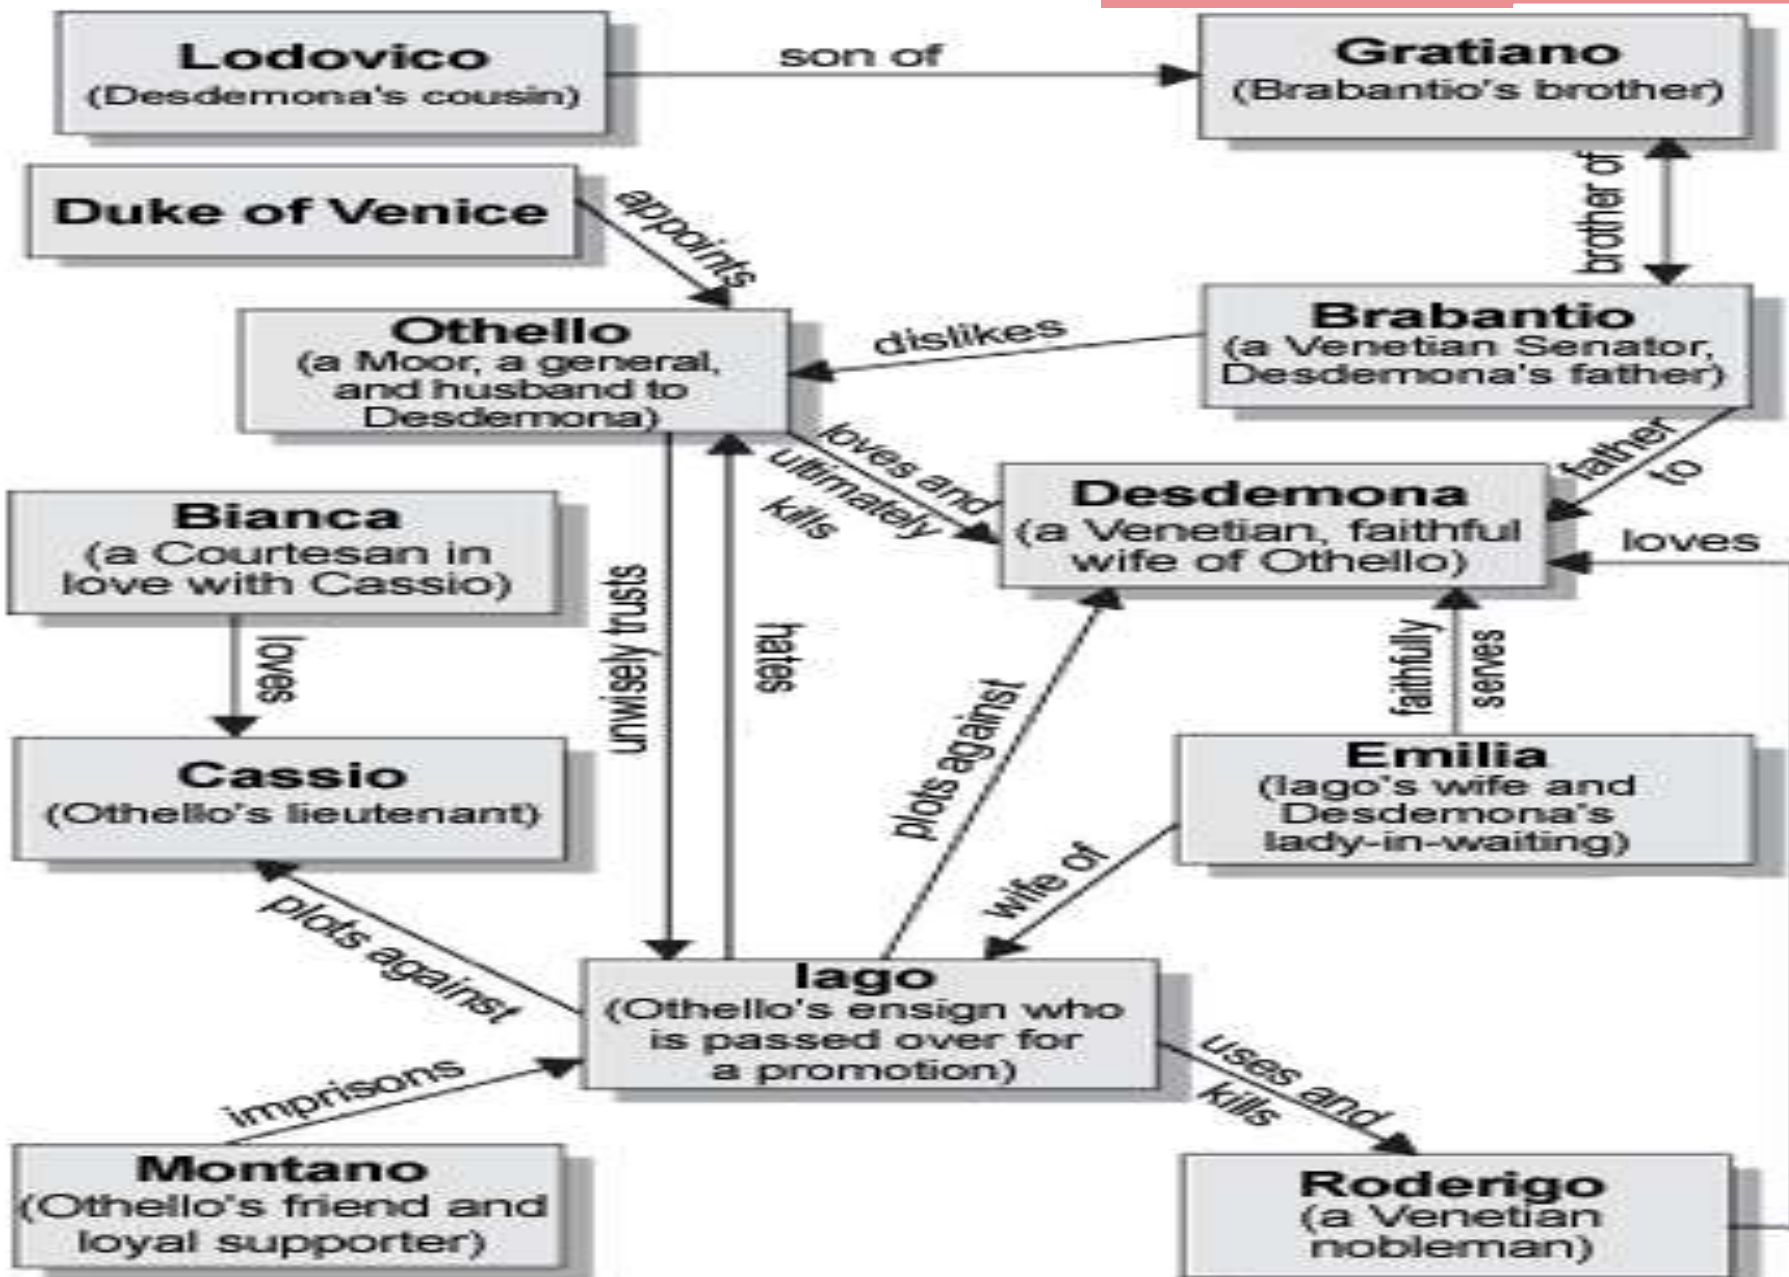 Lodovico
(Desdemona's cousin)
son of
Gratiano
(Brabantio's brother)
Duke of Venice
appoints
brother of
Othello
(a Moor, a general,
and husband to
Desdemona)
dislikes
Brabantio
(a Venetian Senator,
Desdemona's father)
loves and
ultimately
kills
father
to
Bianca
(a Courtesan in
love with Cassio)
Desdemona
(a Venetian, faithful
wife of Othello)
loves
loves
unwisely trusts
hates
plots against
faithfully
serves
Cassio
(Othello's lieutenant)
Emilia
(Iago's wife and
Desdemona's
lady-in-waiting)
plots against
wife of
Iago
(Othello's ensign who
is passed over for
a promotion)
imprisons
uses and
kills
Montano
(Othello's friend and
loyal supporter)
Roderigo
(a Venetian
nobleman)